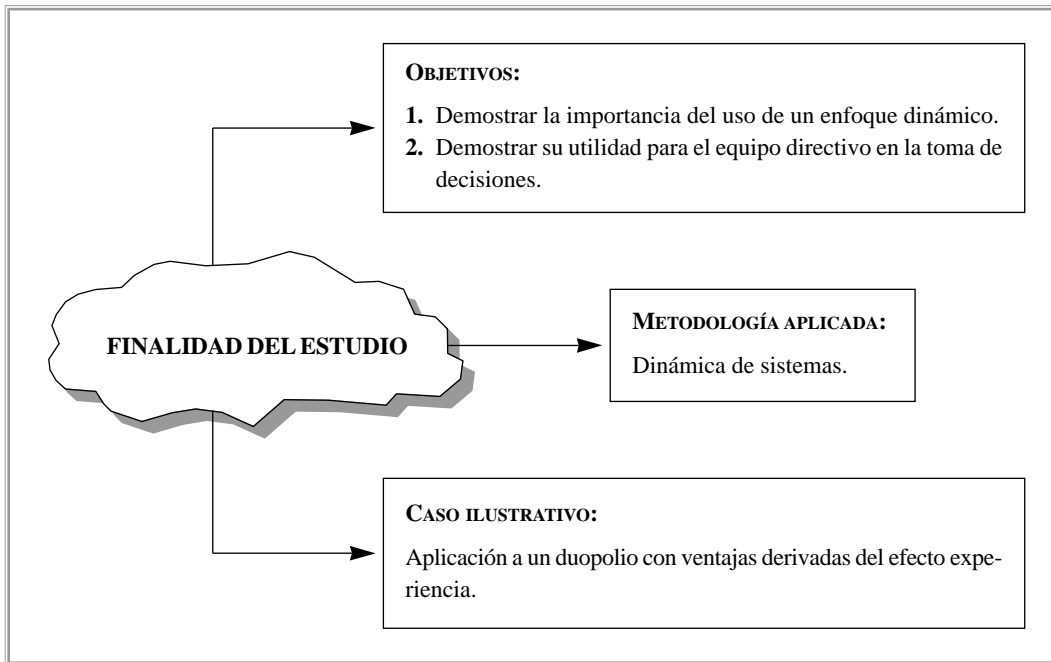 OBJETIVOS:
1. Demostrar la importancia del uso de un enfoque dinámico.
2. Demostrar su utilidad para el equipo directivo en la toma de
decisiones.
FINALIDAD DEL ESTUDIO
METODOLOGÍA APLICADA:
Dinámica de sistemas.
CASO ILUSTRATIVO:
Aplicación a un duopolio con ventajas derivadas del efecto expe-
riencia.